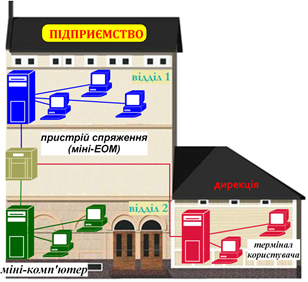 ПІДПРИЄМСТВО
відділ 1
пристрій спряження
(міні-ЕОМ)
відділ 2
дирекція
термінал
користувача
міні-комп'ютер